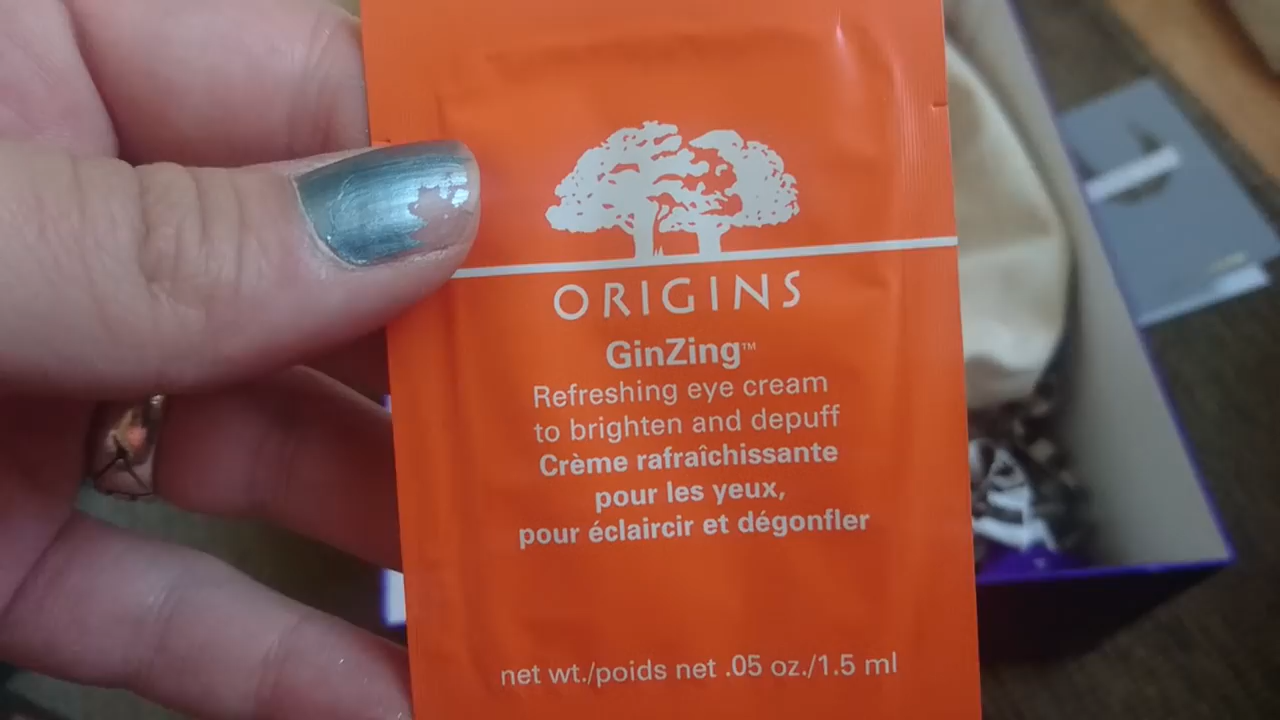 ORIGINS
GinZing™
Refreshing eye cream
to brighten and depuff
Crème rafraîchissante
pour les yeux,
pour éclaircir et dégonfler
net wt./poids net .05 oz./1.5 ml